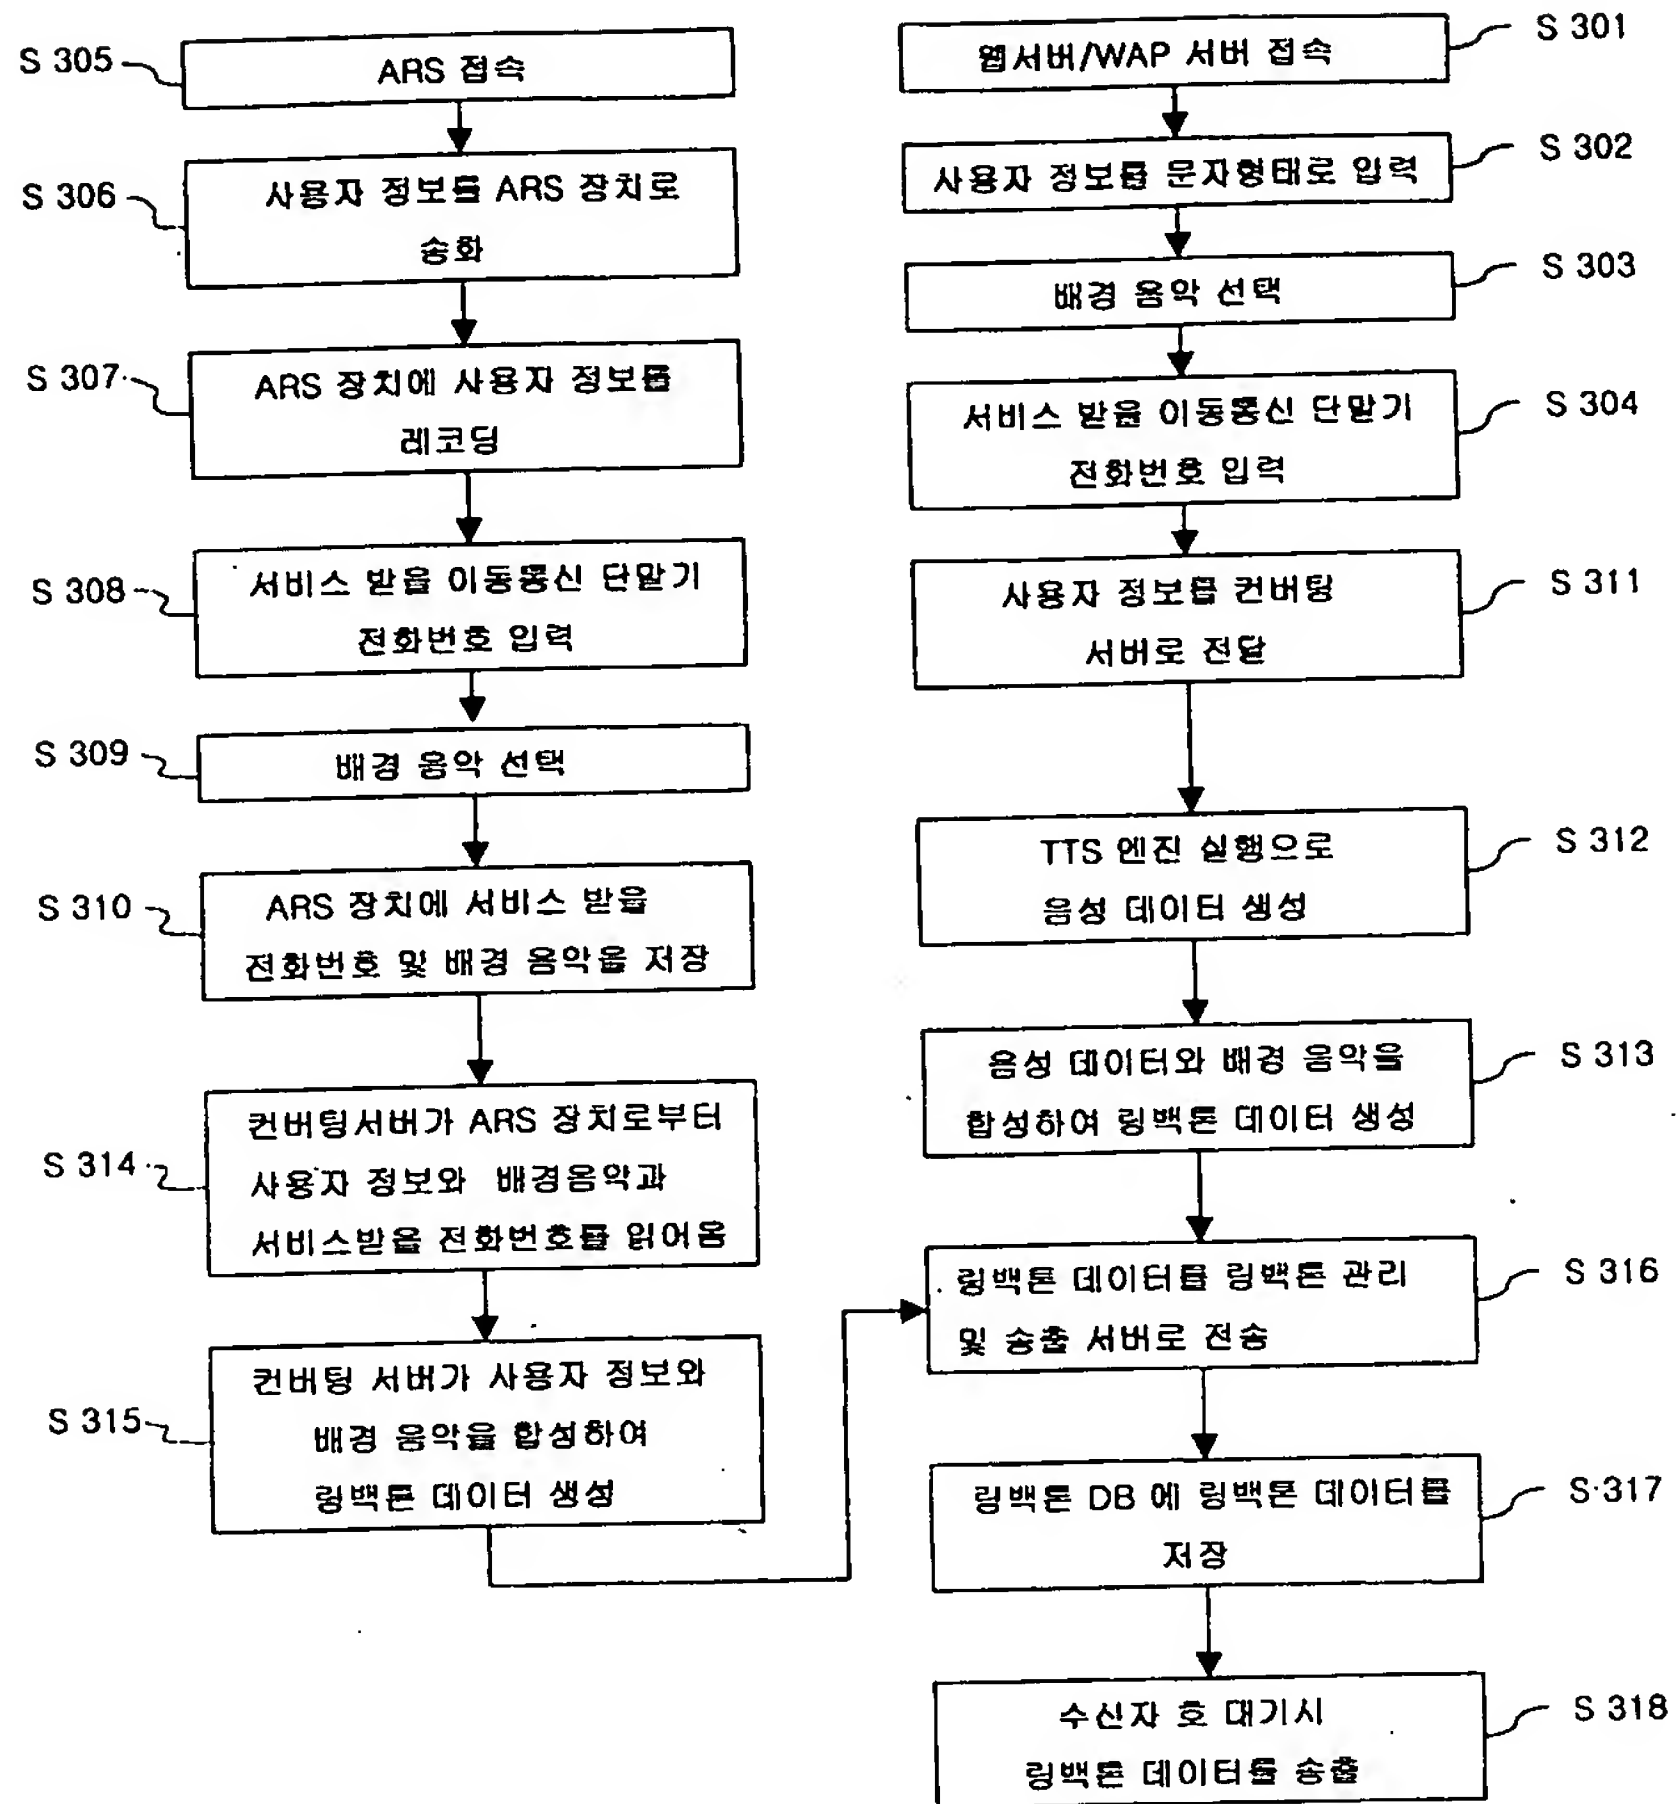 S 305
ARS 접속
S 306
사용자 정보를 ARS 장치로
송화
S 307
ARS 장치에 사용자 정보를
레코딩
S 308
서비스 받을 이동통신 단말기
전화번호 입력
S 309
배경 음악 선택
S 310
ARS 장치에 서비스 받을
전화번호 및 배경 음악을 저장
S 314
컨버팅서버가 ARS 장치로부터
사용자 정보와 배경음악과
서비스받을 전화번호를 읽어옴
S 315
컨버팅 서버가 사용자 정보와
배경 음악을 합성하여
링백톤 데이터 생성
웹서버/WAP 서버 접속
S 301
사용자 정보를 문자형태로 입력
S 302
배경 음악 선택
S 303
서비스 받을 이동통신 단말기
전화번호 입력
S 304
사용자 정보를 컨버팅
서버로 전달
S 311
TTS 엔진 실행으로
음성 데이터 생성
S 312
음성 데이터와 배경 음악을
합성하여 링백톤 데이터 생성
S 313
링백톤 데이터를 링백톤 관리
및 송출 서버로 전송
S 316
링백톤 DB 에 링백톤 데이터를
저장
S 317
수신자 호 대기시
링백톤 데이터를 송출
S 318